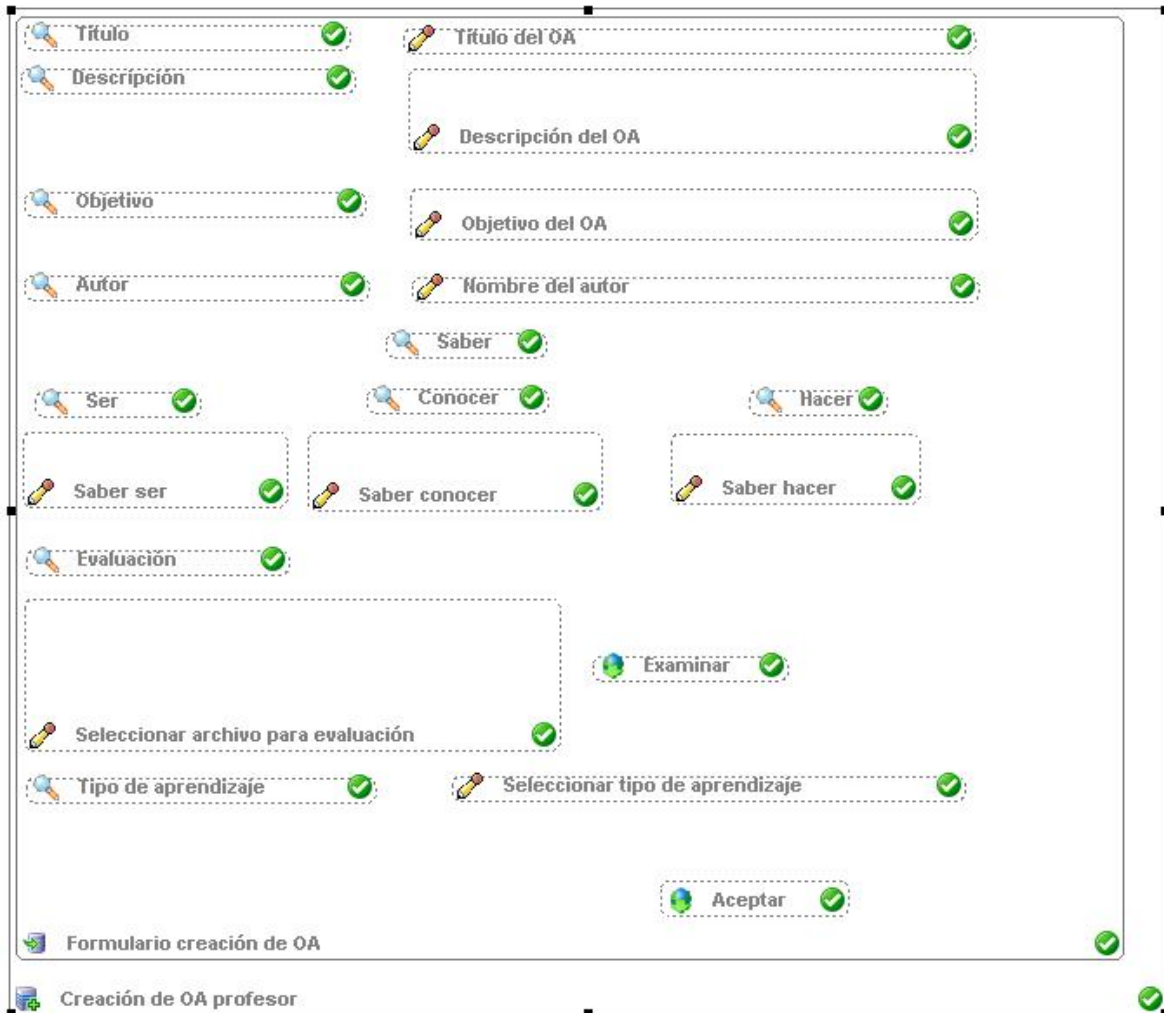 Título
Título del OA
Descripción
Descripción del OA
Objetivo
Objetivo del OA
Autor
Nombre del autor
Saber
Ser
Conocer
Hacer
Saber ser
Saber conocer
Saber hacer
Evaluación
Examinar
Seleccionar archivo para evaluación
Tipo de aprendizaje
Seleccionar tipo de aprendizaje
Aceptar
Formulario creación de OA
Creación de OA profesor